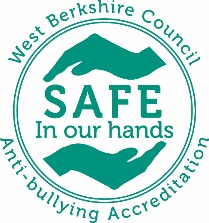 West Berkshire Council
SAFE
In our hands
Anti-bullying Accreditation